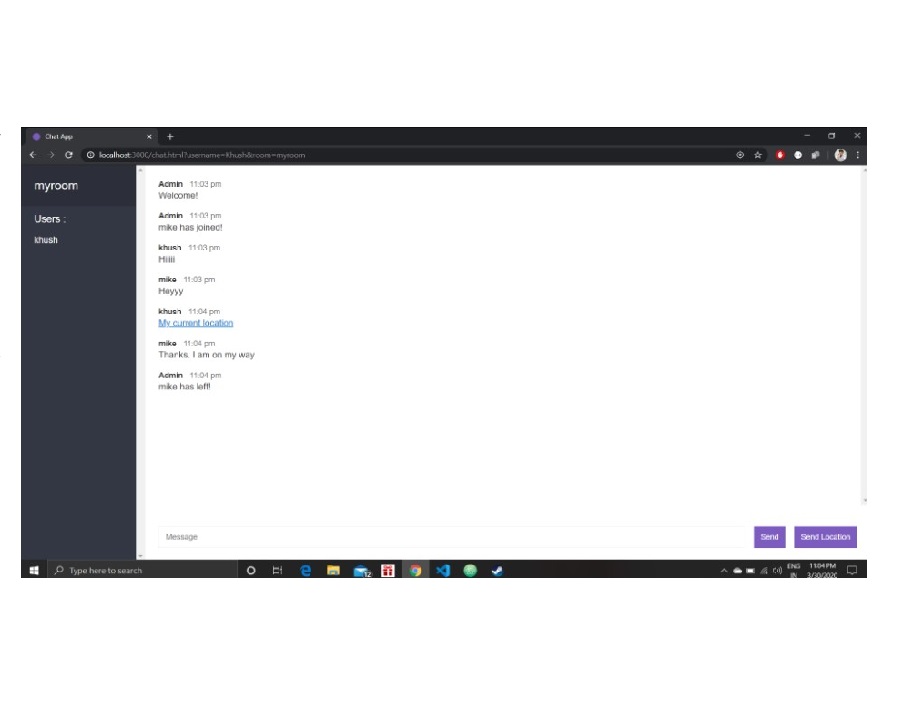 Chat App
localhost:3000/chat.html?username=Khush&room=myroom
myroom
Users :
khush
Admin 11:03 pm
Welcome!
Admin 11:03 pm
mike has joined!
khush 11:03 pm
Hiiii
mike 11:03 pm
Heyyy
khush 11:04 pm
My current location
mike 11:04 pm
Thanks. I am on my way
Admin 11:04 pm
mike has left!
Message
Send
Send Location
Type here to search
12
ENG
IN
11:04 PM
3/30/2020